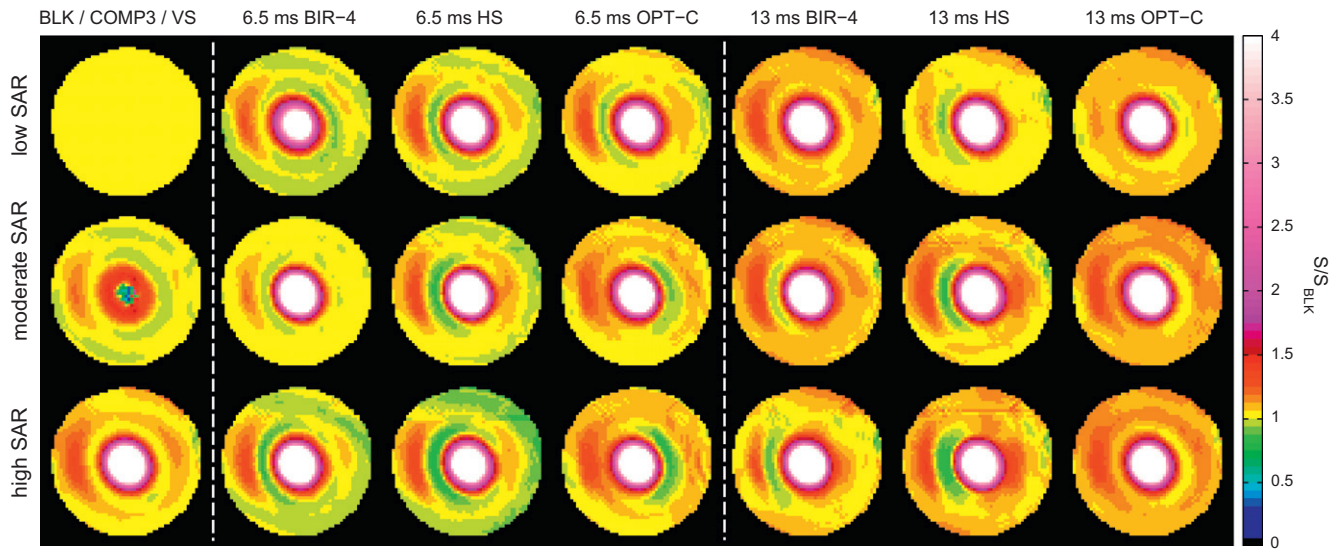 BLK / COMP3 / VS 6.5 ms BIR−4 6.5 ms HS 6.5 ms OPT−C 13 ms BIR−4 13 ms HS 13 ms OPT−C
low SAR
moderate SAR
high SAR
4
3.5
3
2.5
2
1.5
1
0.5
0
S/S BLK